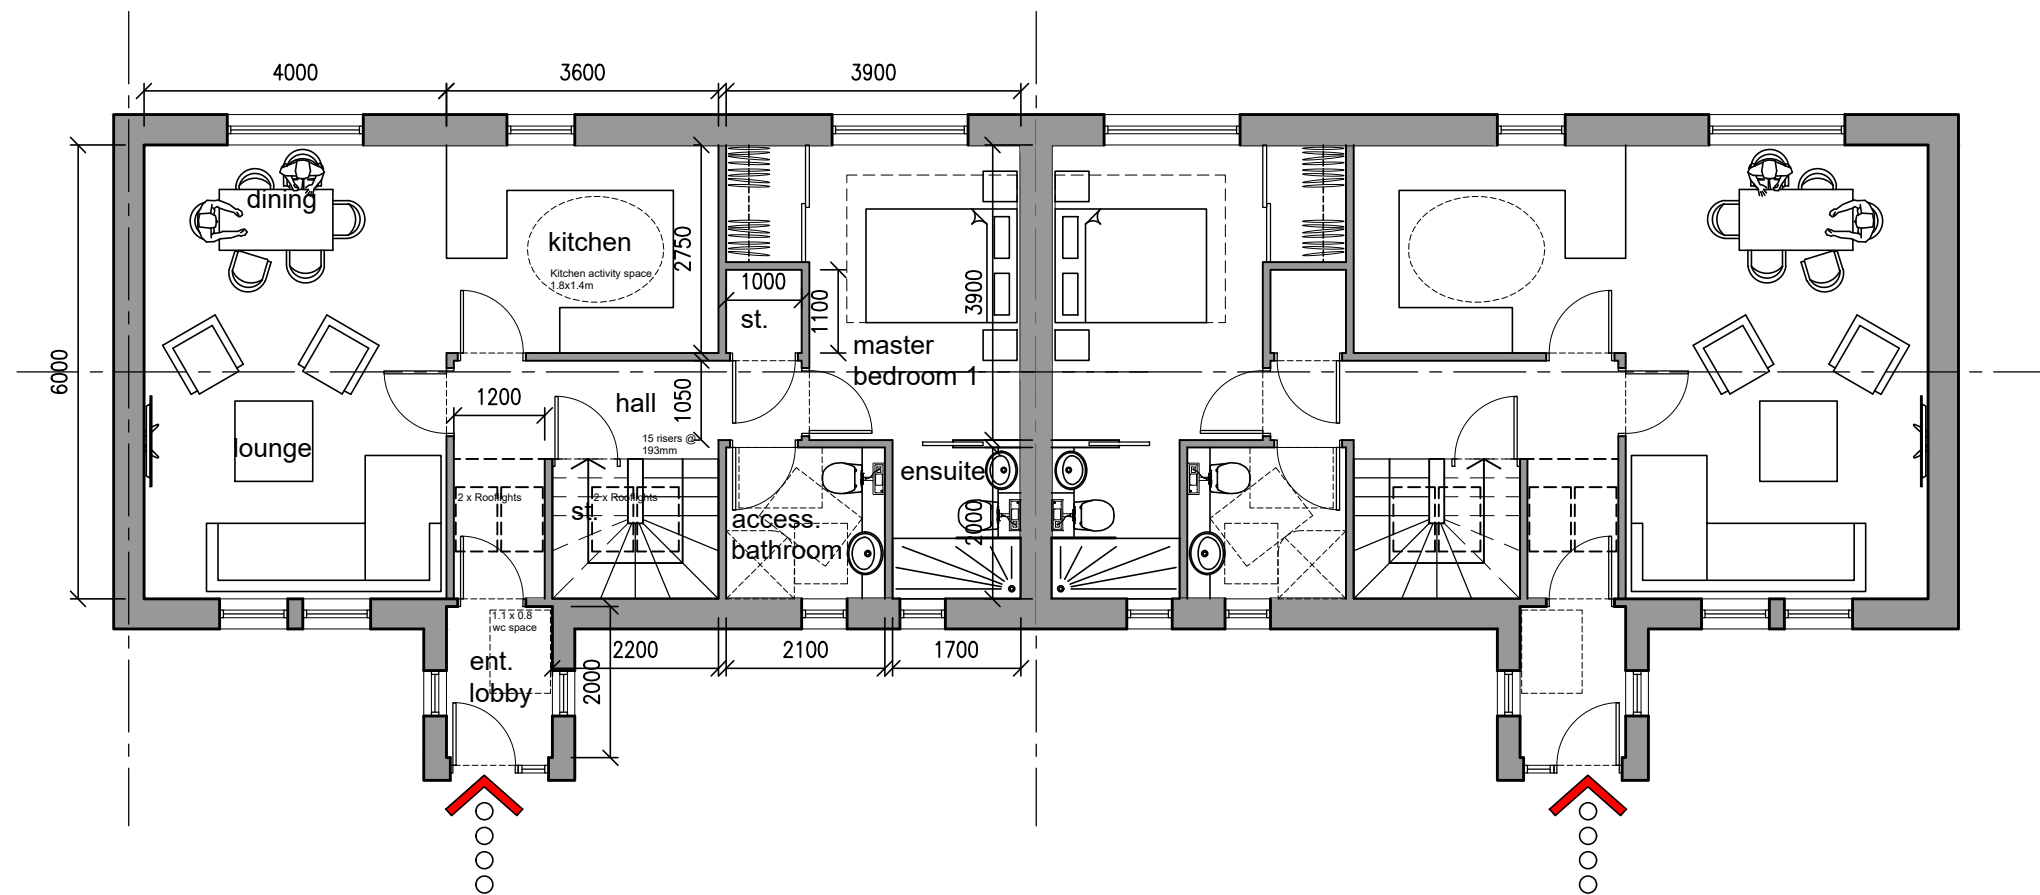 4000
3600
3900
dining
kitchen
Kitchen activity space
1.8x1.4m
2750
1000
st.
1100
3900
master
bedroom 1
6000
1200
hall
1050
15 risers @
193mm
lounge
ensuite
2 x Rooflights
2 x Rooflights
st.
access.
bathroom
2000
1.1 x 0.8
wc space
2200
2100
1700
ent.
lobby
2000